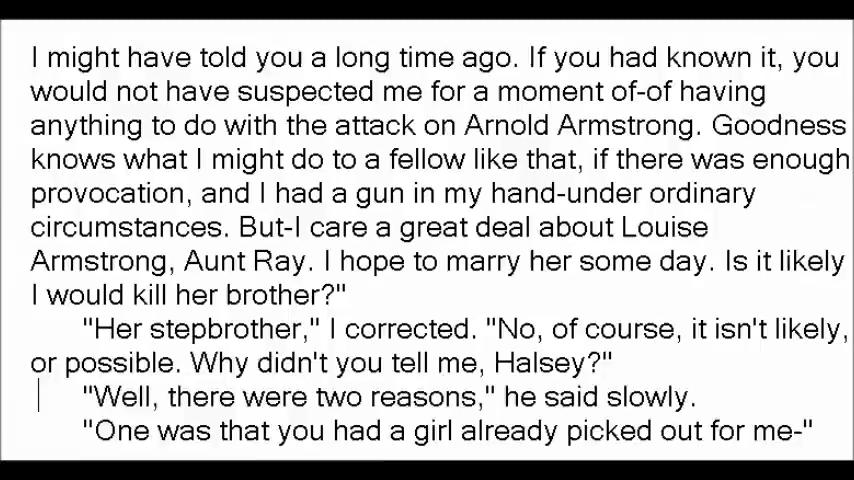 I might have told you a long time ago. If you had known it, you
would not have suspected me for a moment of-of having
anything to do with the attack on Arnold Armstrong. Goodness
knows what I might do to a fellow like that, if there was enough
provocation, and I had a gun in my hand-under ordinary
circumstances. But-I care a great deal about Louise
Armstrong, Aunt Ray. I hope to marry her some day. Is it likely
I would kill her brother?"
"Her stepbrother," I corrected. "No, of course, it isn't likely,
or possible. Why didn't you tell me, Halsey?"
"Well, there were two reasons," he said slowly.
"One was that you had a girl already picked out for me-"